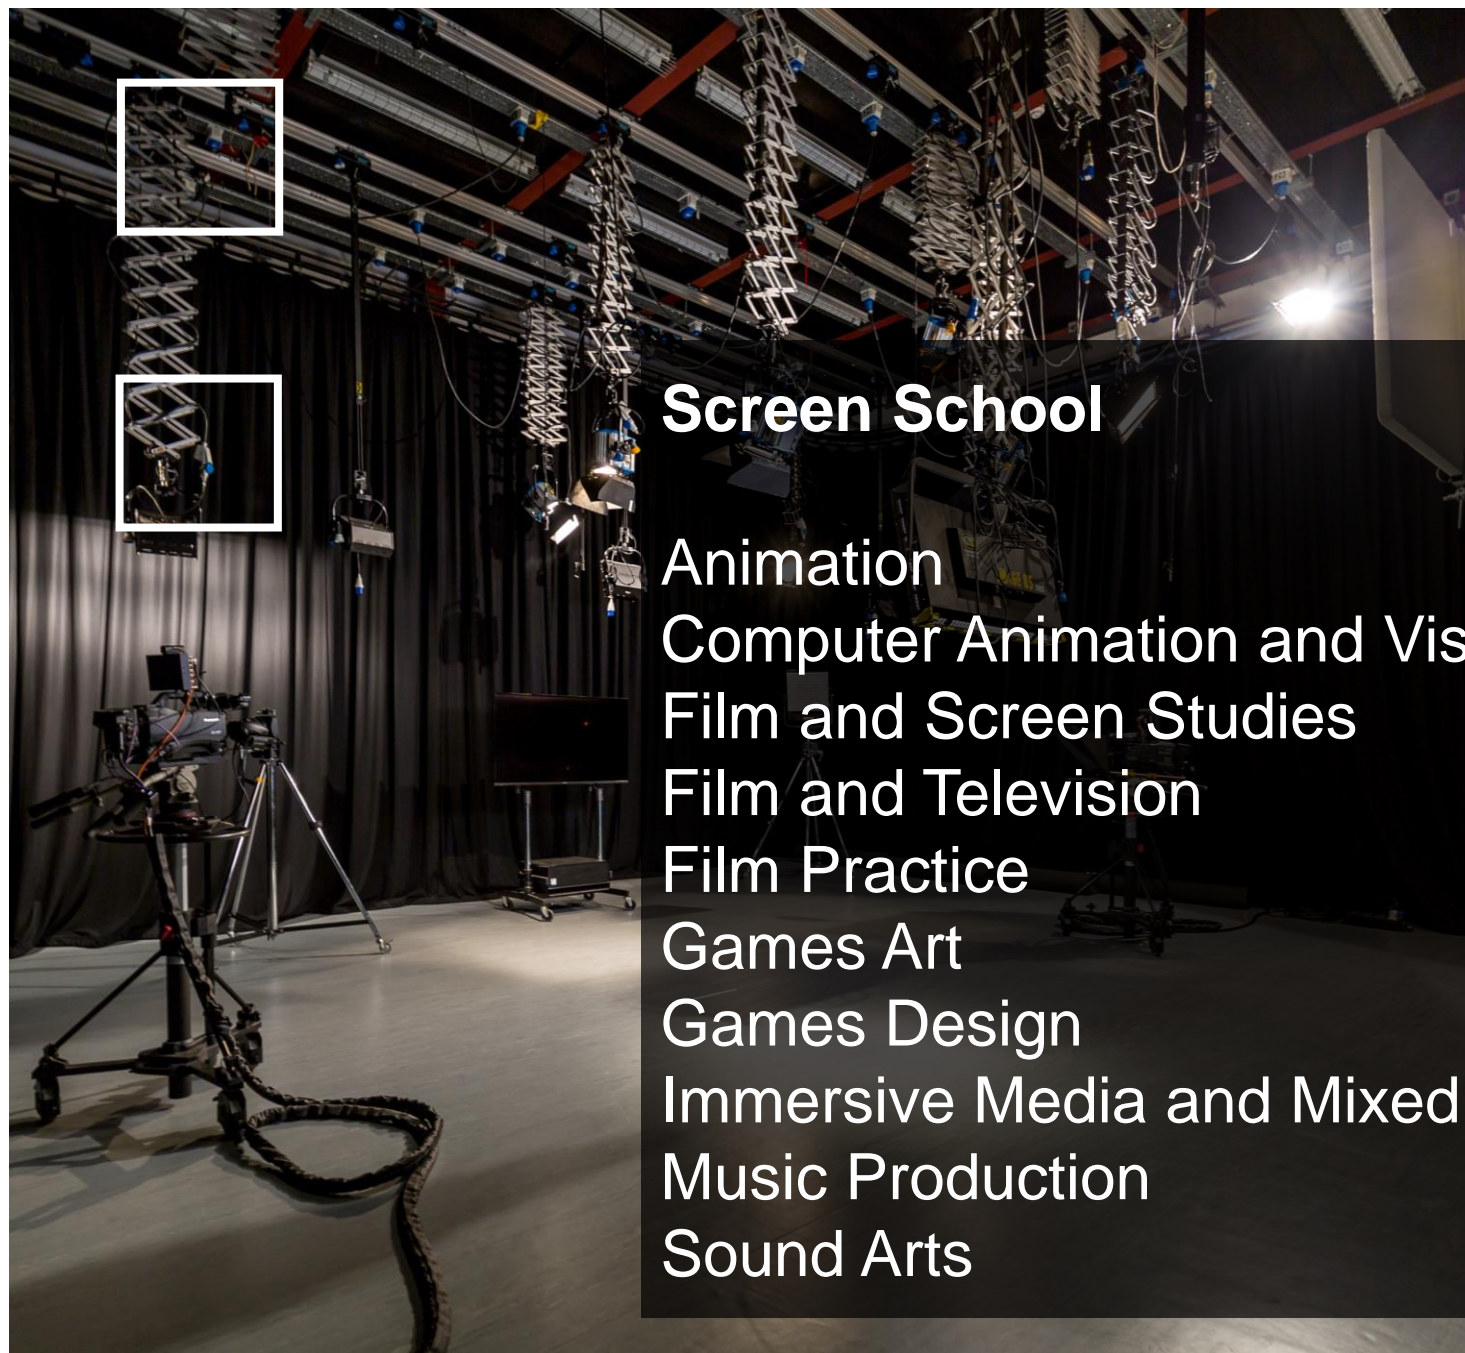 Screen School
Animation
Computer Animation and Vis
Film and Screen Studies
Film and Television
Film Practice
Games Art
Games Design
Immersive Media and Mixed
Music Production
Sound Arts